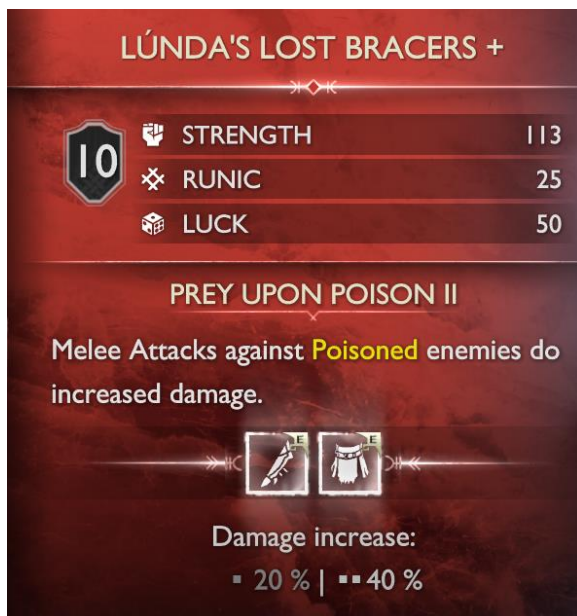 LÚNDA'S LOST BRACERS +
10
STRENGTH 113
RUNIC 25
LUCK 50
PREY UPON POISON II
Melee Attacks against Poisoned enemies do
increased damage.
E E
Damage increase:
▪ 20 % | ▪▪ 40 %